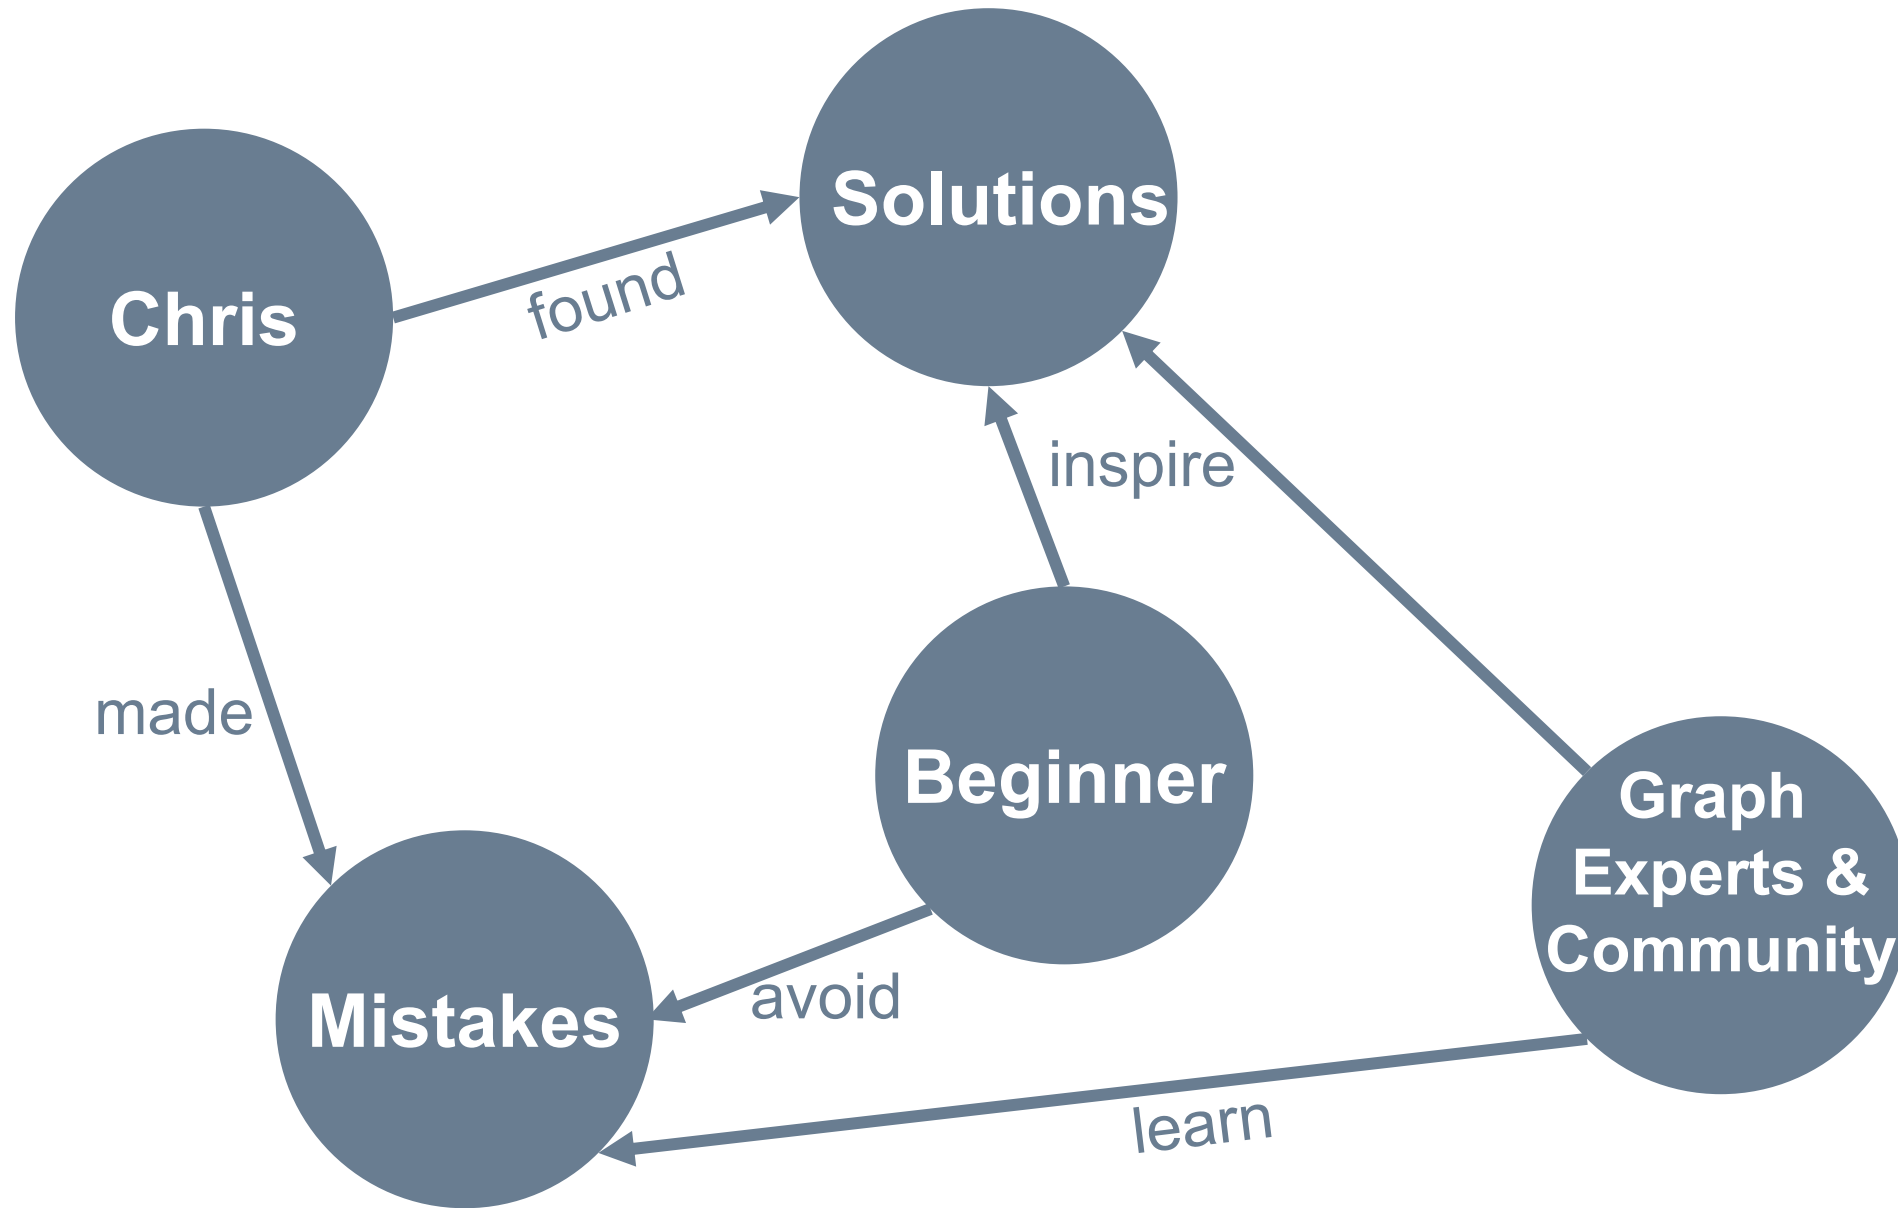 Solutions
Chris
found
inspire
made
Beginner
Graph
Experts &
Community
avoid
Mistakes
learn